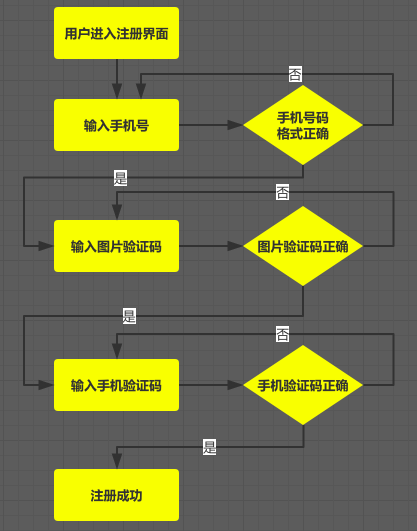 用户进入注册界面
否
输入手机号
手机号码
格式正确
是
否
输入图片验证码
图片验证码正确
是
否
输入手机验证码
手机验证码正确
是
注册成功